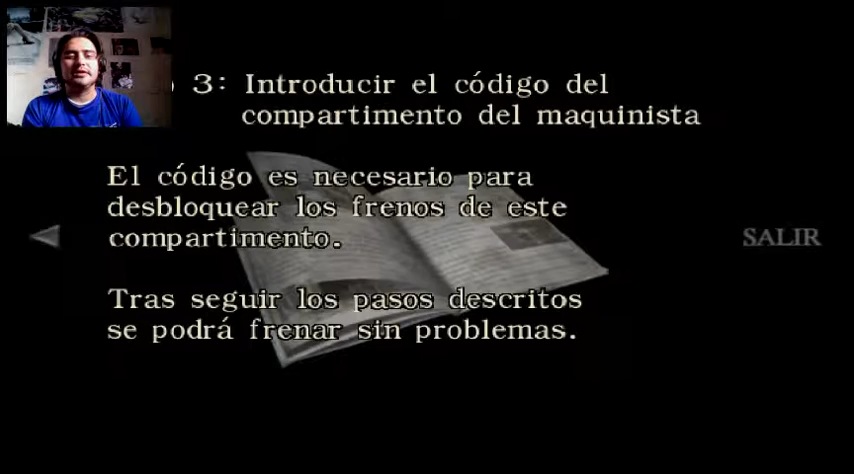 3: Introducir el código del
compartimento del maquinista
El código es necesario para
desbloquear los frenos de este
compartimento.
SALIR
Tras seguir los pasos descritos
se podrá frenar sin problemas.